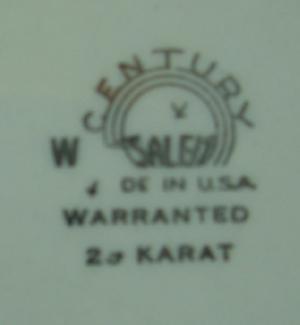 CENTURY
W SALEM
DE IN U.S.A.
WARRANTED
KARAT